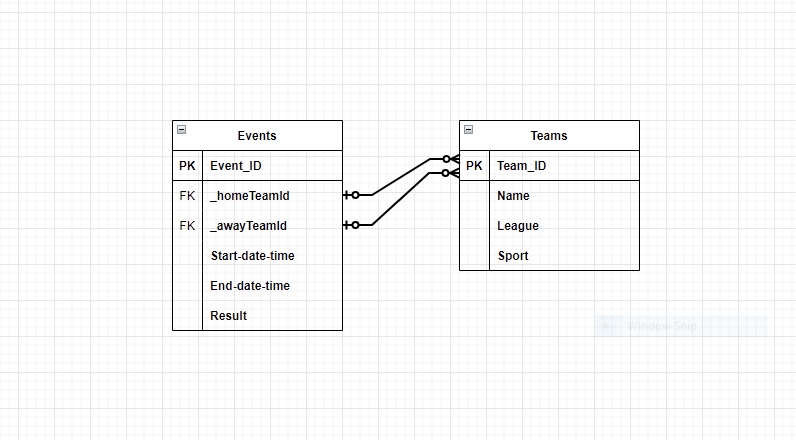 Events
PK Event_ID
FK _homeTeamId
FK _awayTeamId
Start-date-time
End-date-time
Result
Teams
PK Team_ID
Name
League
Sport
Window Snip